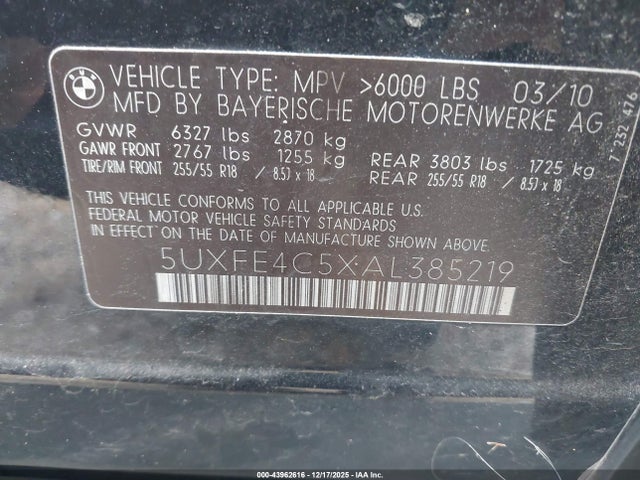 BMW
VEHICLE TYPE: MPV >6000 LBS 03/10
MFD BY BAYERISCHE MOTORENWERKE AG
GVWR 6327 lbs 2870 kg
GAWR FRONT 2767 lbs 1255 kg REAR 3803 lbs 1725 kg
TIRE/RIM FRONT 255/55 R18 / 8.5J x 18 REAR 255/55 R18 / 8.5J x 18
THIS VEHICLE CONFORMS TO ALL APPLICABLE U.S.
FEDERAL MOTOR VEHICLE SAFETY STANDARDS
IN EFFECT ON THE DATE OF MANUFACTURE SHOWN ABOVE.
5UXFE4C5XAL385219
7 232 476
000-43962616 - 12/17/2025 - IAAI.COM